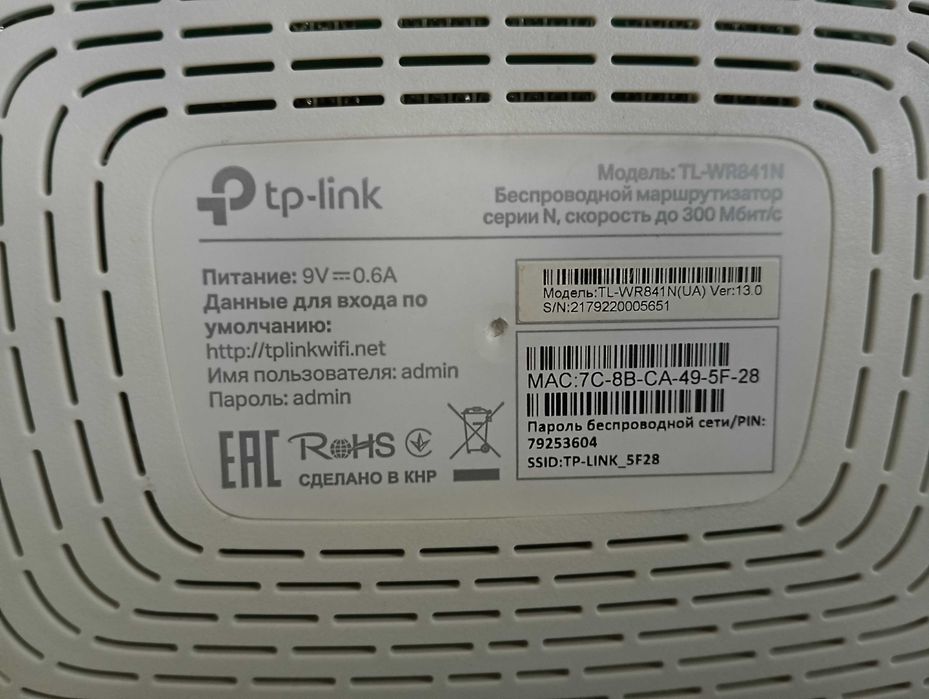 tp-link
Модель: TL-WR841N
Беспроводной маршрутизатор
серии N, скорость до 300 Мбит/с
Питание: 9V⎓0.6A
Данные для входа по
умолчанию:
http://tplinkwifi.net
Имя пользователя: admin
Пароль: admin
EAC RoHS
СДЕЛАНО В КНР
Модель:TL-WR841N(UA) Ver:13.0
S/N:2179220005651
MAC:7C-8B-CA-49-5F-28
Пароль беспроводной сети/PIN:
79253604
SSID:TP-LINK_5F28